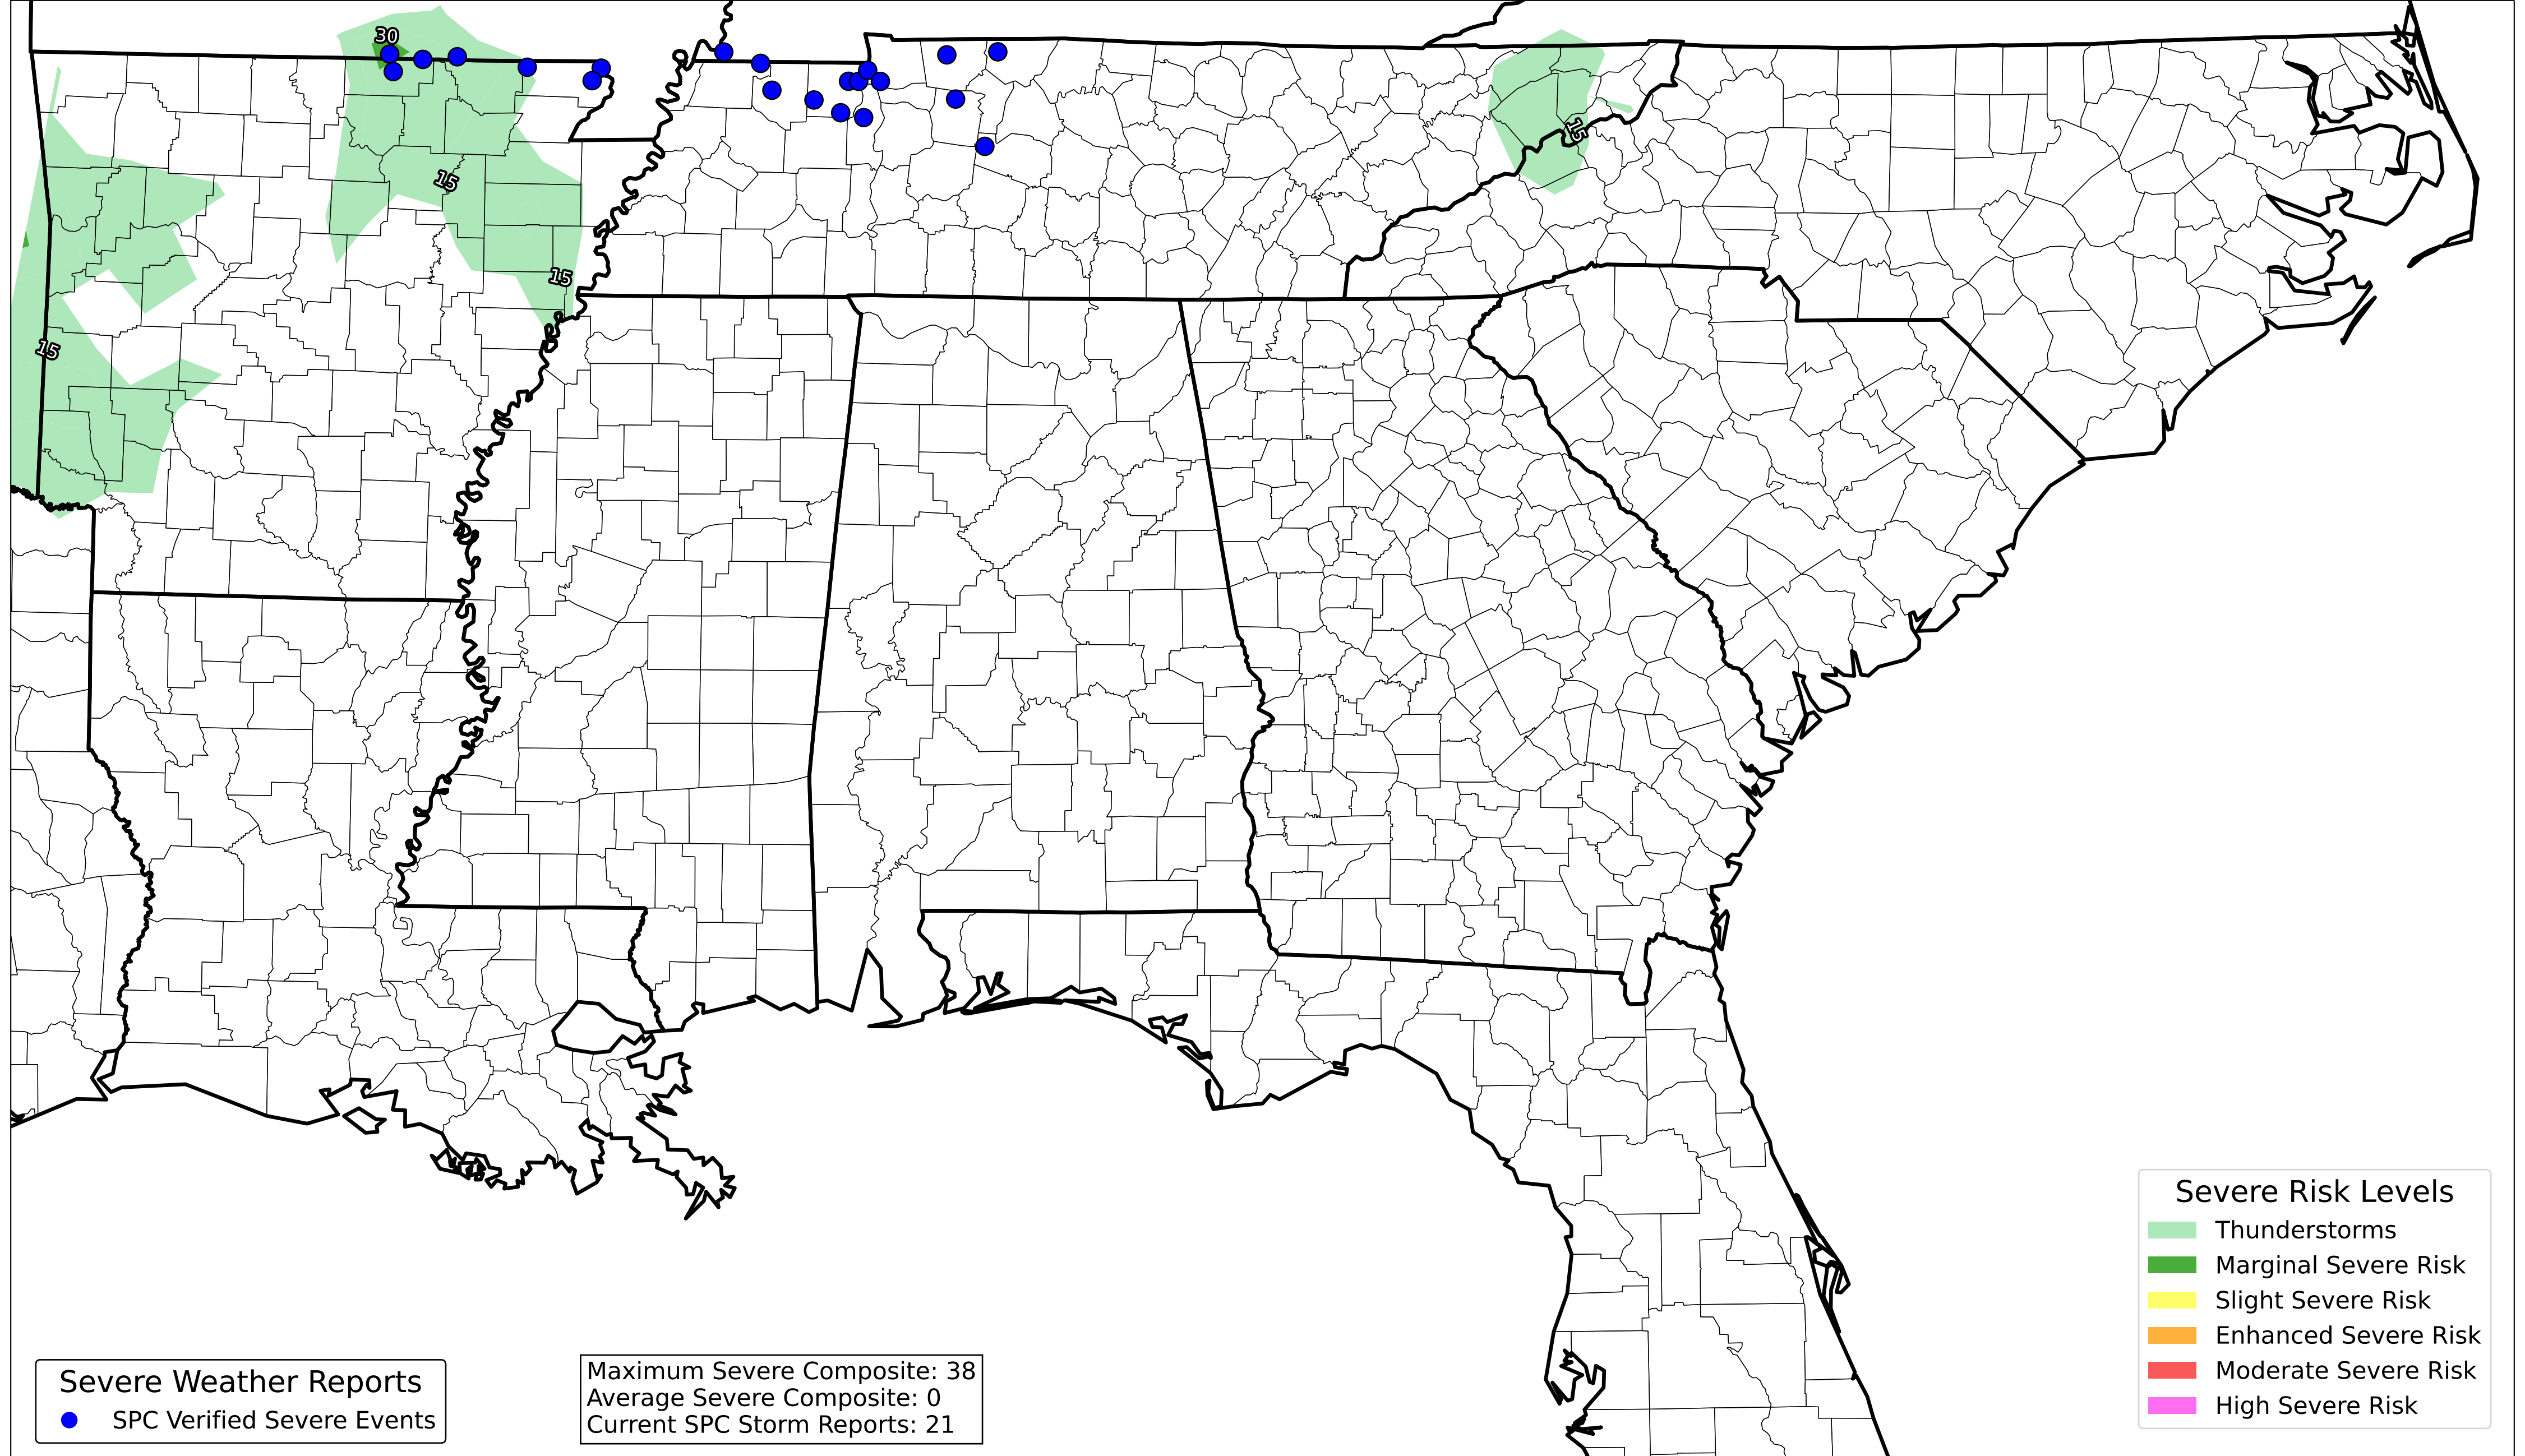 30
15
15
15
15
Severe Risk Levels
Thunderstorms
Marginal Severe Risk
Slight Severe Risk
Enhanced Severe Risk
Moderate Severe Risk
High Severe Risk
Severe Weather Reports
SPC Verified Severe Events
Maximum Severe Composite: 38
Average Severe Composite: 0
Current SPC Storm Reports: 21